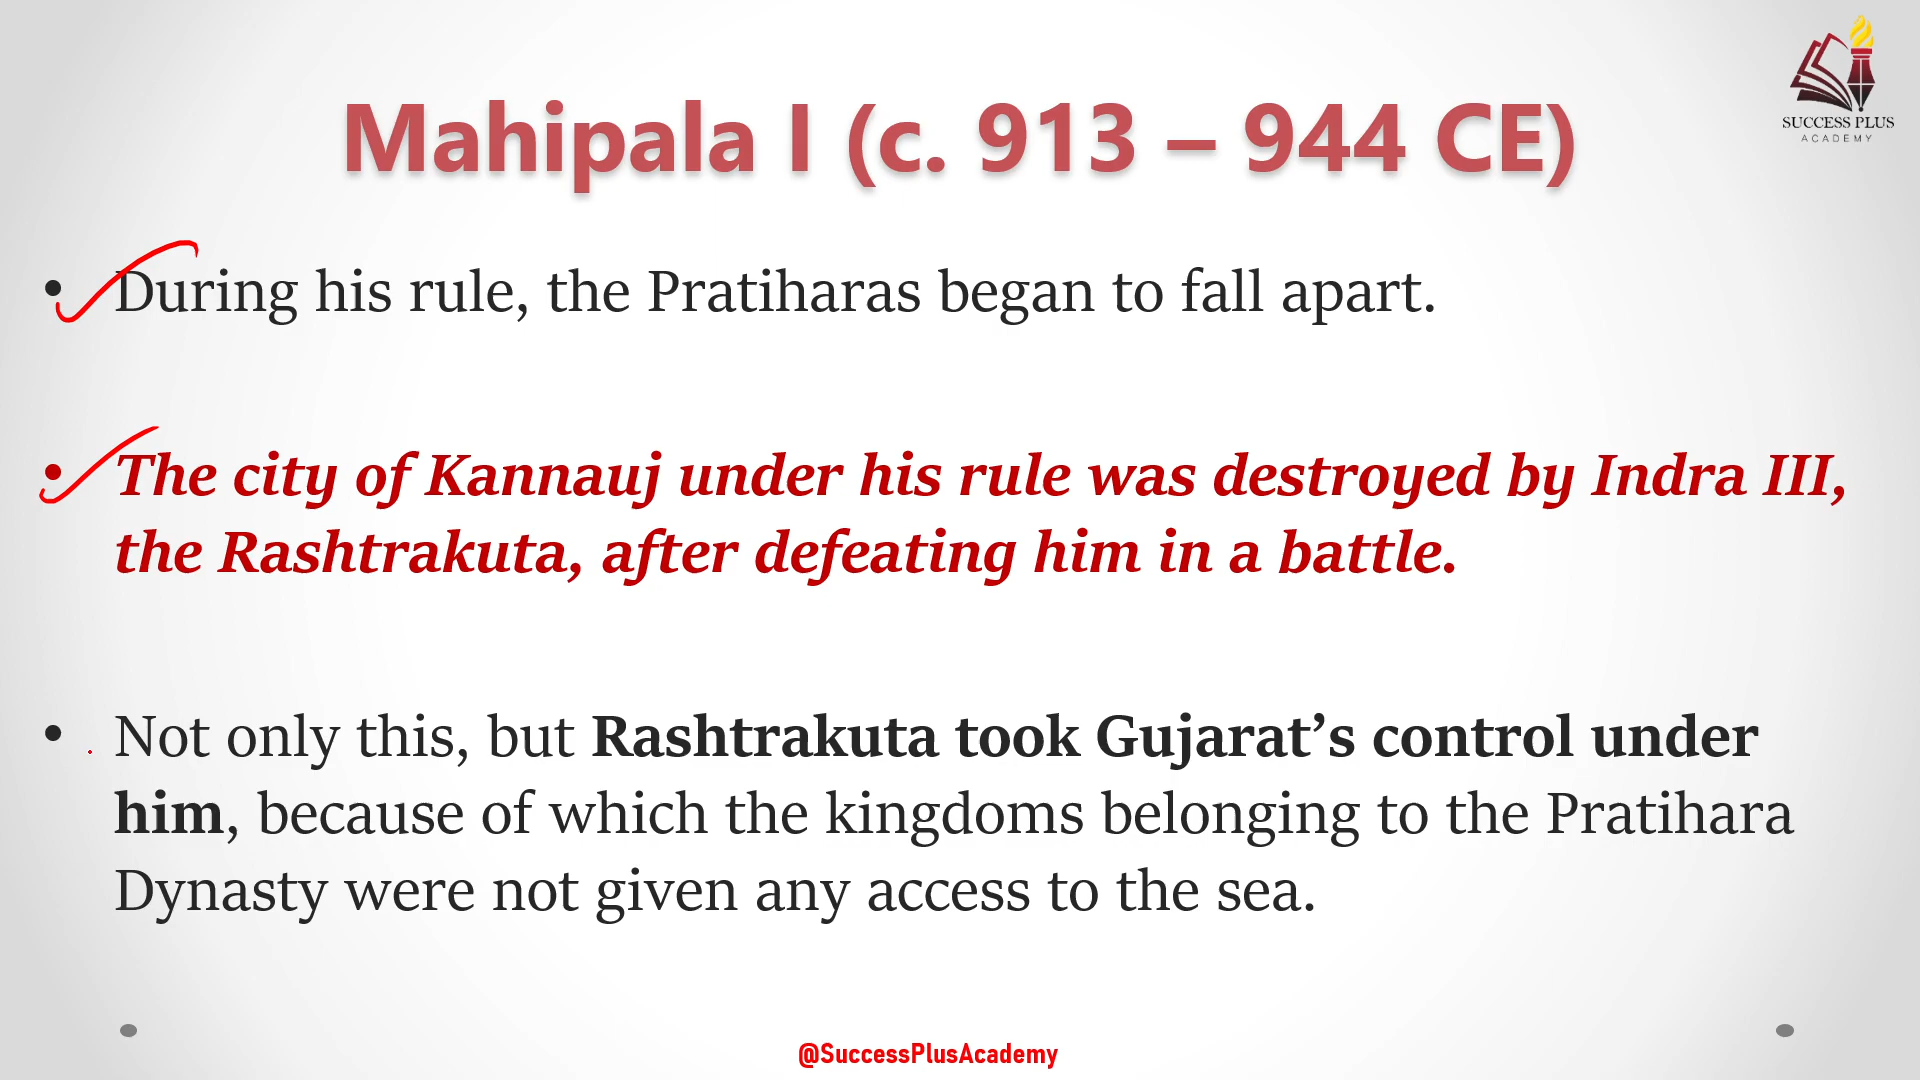 SUCCESS PLUS
ACADEMY
Mahipala I (c. 913 – 944 CE)
• During his rule, the Pratiharas began to fall apart.
• The city of Kannauj under his rule was destroyed by Indra III,
the Rashtrakuta, after defeating him in a battle.
• Not only this, but Rashtrakuta took Gujarat’s control under
him, because of which the kingdoms belonging to the Pratihara
Dynasty were not given any access to the sea.
@SuccessPlusAcademy